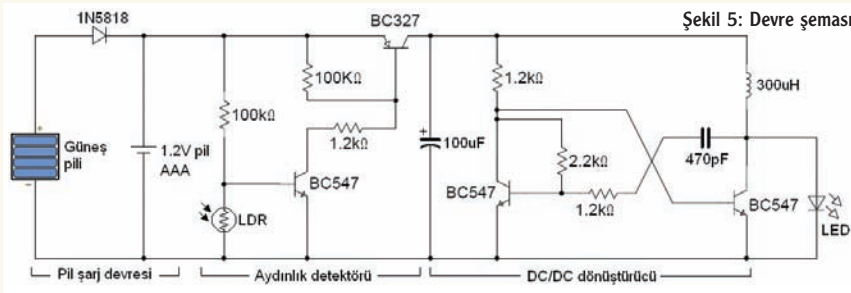 Şekil 5: Devre şeması
1N5818
BC327
100KΩ
1.2kΩ
300uH
100kΩ
+
Güneş
pili
-
1.2V pil
AAA
1.2kΩ
+
100uF
2.2kΩ
470pF
BC547
BC547
1.2kΩ
BC547
LDR
LED
Pil şarj devresi
Aydınlık detektörü
DC/DC dönüştürücü